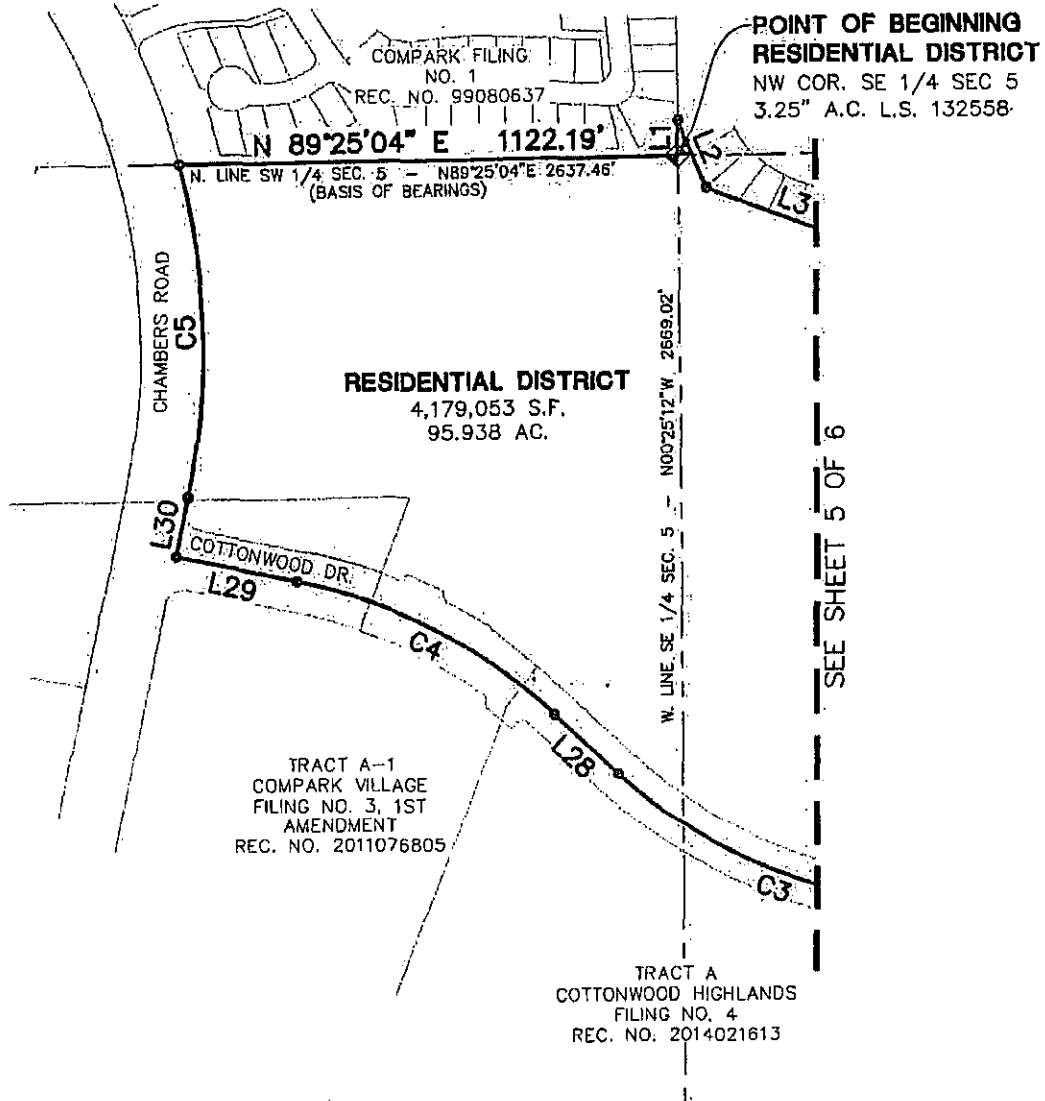 POINT OF BEGINNING
RESIDENTIAL DISTRICT
NW COR. SE 1/4 SEC 5
3.25" A.C. L.S. 132558
COMPARK FILING
NO. 1
REC. NO. 99080637
N 89°25'04" E 1122.19'
N. LINE SW 1/4 SEC. 5 - N89°25'04"E 2637.46'
(BASIS OF BEARINGS)
L1
L2
L3
CHAMBERS ROAD
C5
RESIDENTIAL DISTRICT
4,179,053 S.F.
95.938 AC.
W. LINE SE 1/4 SEC. 5 - N00°25'12"W 2669.02'
SEE SHEET 5 OF 6
L30
COTTONWOOD DR.
L29
C4
L28
C3
TRACT A-1
COMPARK VILLAGE
FILING NO. 3, 1ST
AMENDMENT
REC. NO. 2011076805
TRACT A
COTTONWOOD HIGHLANDS
FILING NO. 4
REC. NO. 2014021613